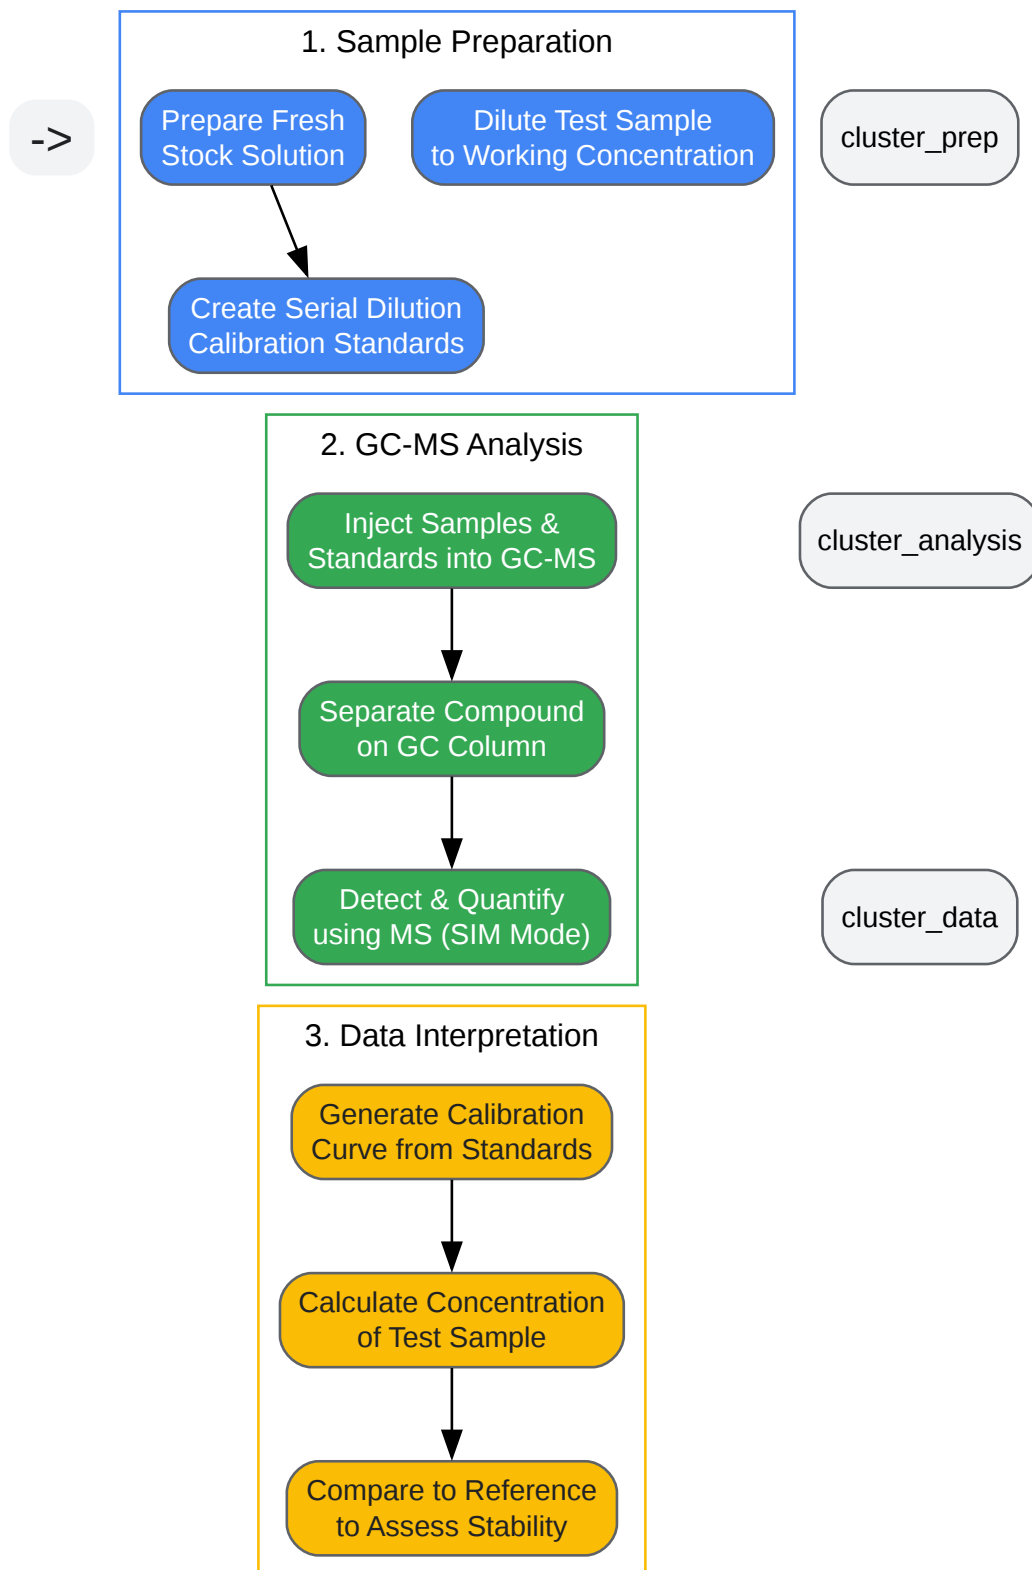 1. Sample Preparation
->
Prepare Fresh
Stock Solution
Dilute Test Sample
to Working Concentration
cluster_prep
Create Serial Dilution
Calibration Standards
2. GC-MS Analysis
Inject Samples &
Standards into GC-MS
cluster_analysis
Separate Compound
on GC Column
Detect & Quantify
using MS (SIM Mode)
cluster_data
3. Data Interpretation
Generate Calibration
Curve from Standards
Calculate Concentration
of Test Sample
Compare to Reference
to Assess Stability